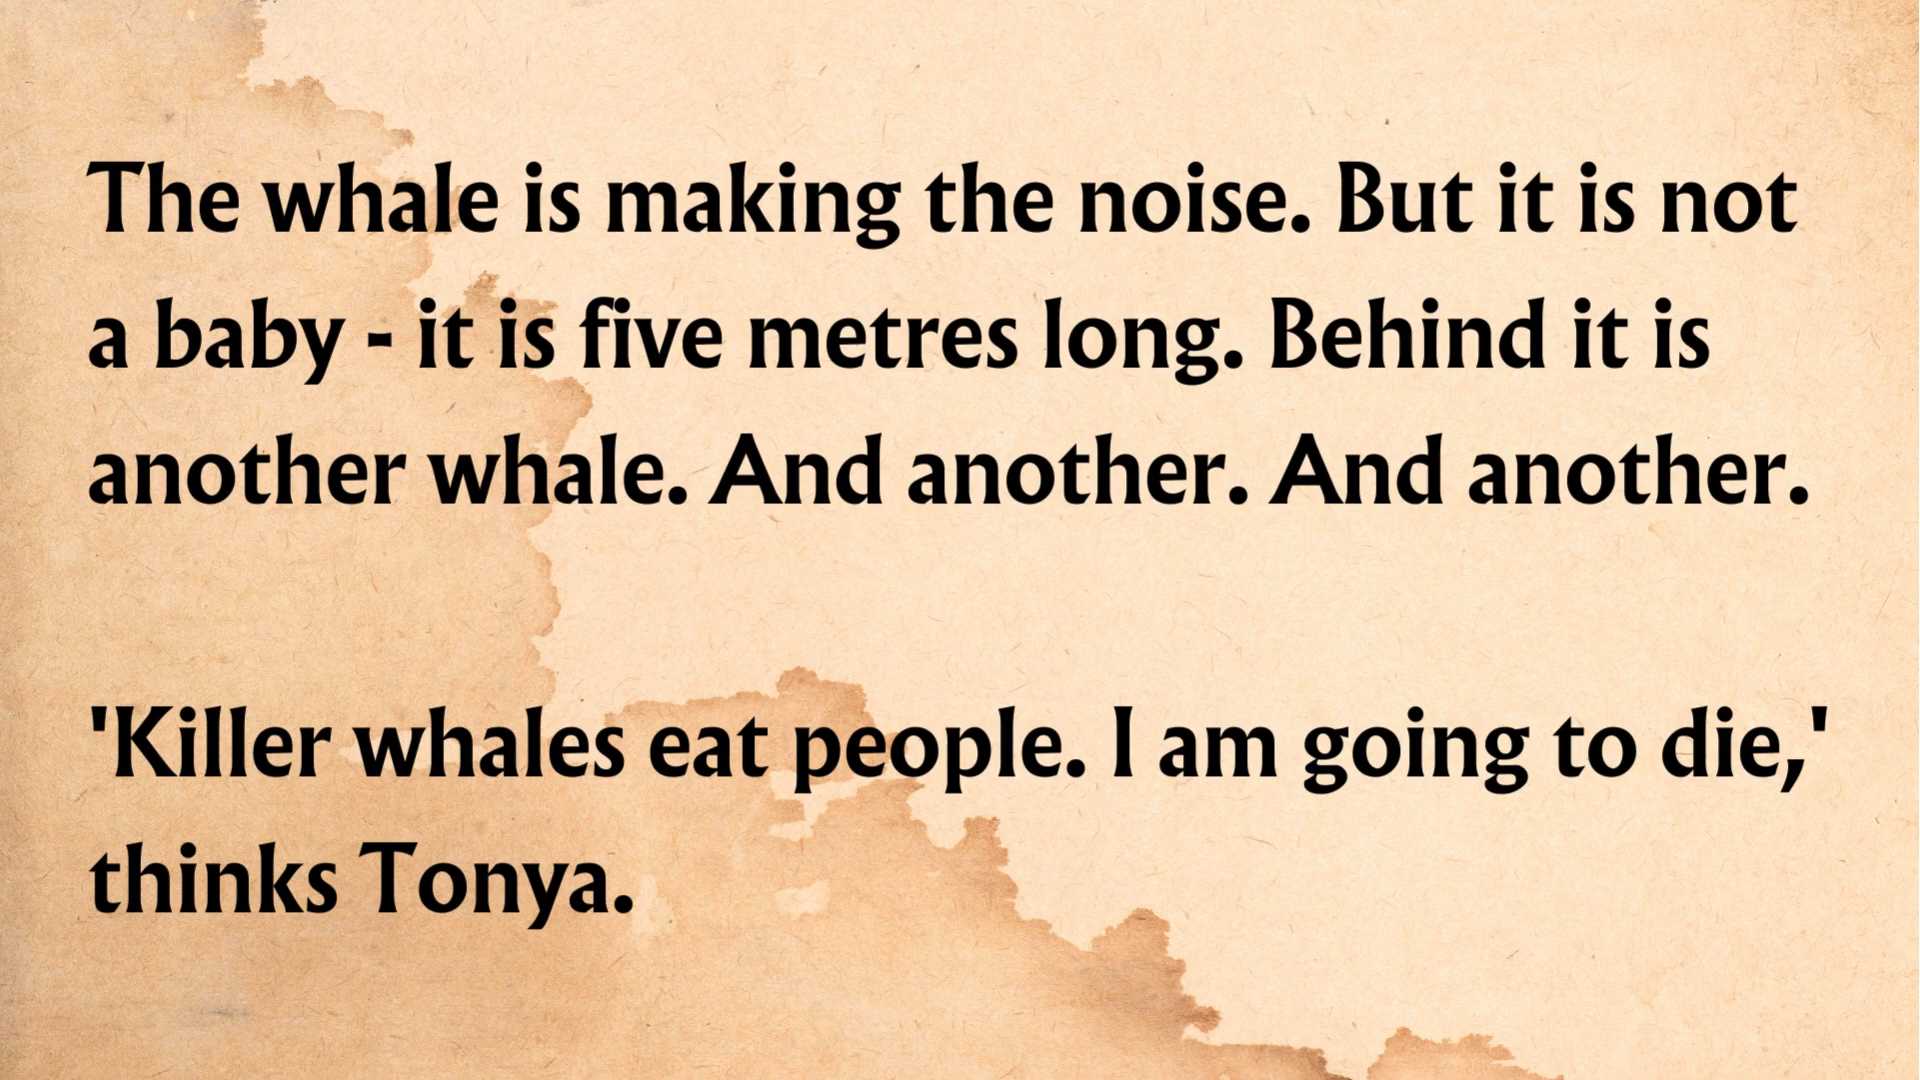 The whale is making the noise. But it is not
a baby - it is five metres long. Behind it is
another whale. And another. And another.
'Killer whales eat people. I am going to die,'
thinks Tonya.